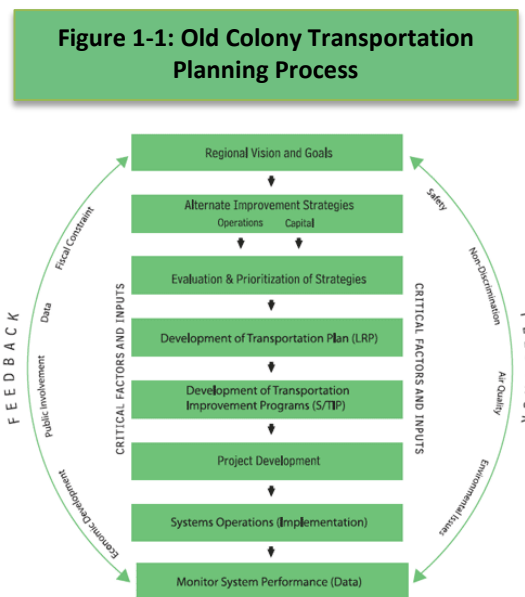 Figure 1-1: Old Colony Transportation
Planning Process
Regional Vision and Goals
Alternate Improvement Strategies
Operations Capital
Evaluation & Prioritization of Strategies
Development of Transportation Plan (LRP)
Development of Transportation
Improvement Programs (S/TIP)
Project Development
Systems Operations (Implementation)
Monitor System Performance (Data)
FEEDBACK
Fiscal Constraint
Data
Public Involvement
Economic Development
CRITICAL FACTORS AND INPUTS
CRITICAL FACTORS AND INPUTS
Safety
Non-Discrimination
Air Quality
Environmental Issues